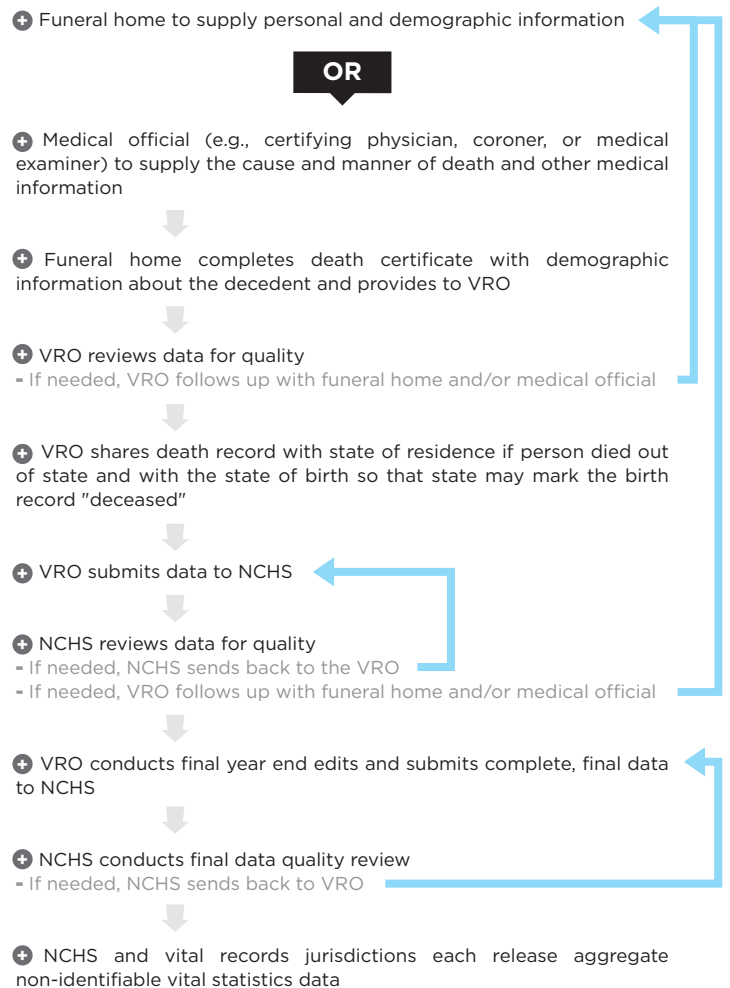 Funeral home to supply personal and demographic information
OR
Medical official (e.g., certifying physician, coroner, or medical
examiner) to supply the cause and manner of death and other medical
information
Funeral home completes death certificate with demographic
information about the decedent and provides to VRO
VRO reviews data for quality
- If needed, VRO follows up with funeral home and/or medical official
VRO shares death record with state of residence if person died out
of state and with the state of birth so that state may mark the birth
record "deceased"
VRO submits data to NCHS
NCHS reviews data for quality
- If needed, NCHS sends back to the VRO
- If needed, VRO follows up with funeral home and/or medical official
VRO conducts final year end edits and submits complete, final data
to NCHS
NCHS conducts final data quality review
- If needed, NCHS sends back to VRO
NCHS and vital records jurisdictions each release aggregate
non-identifiable vital statistics data